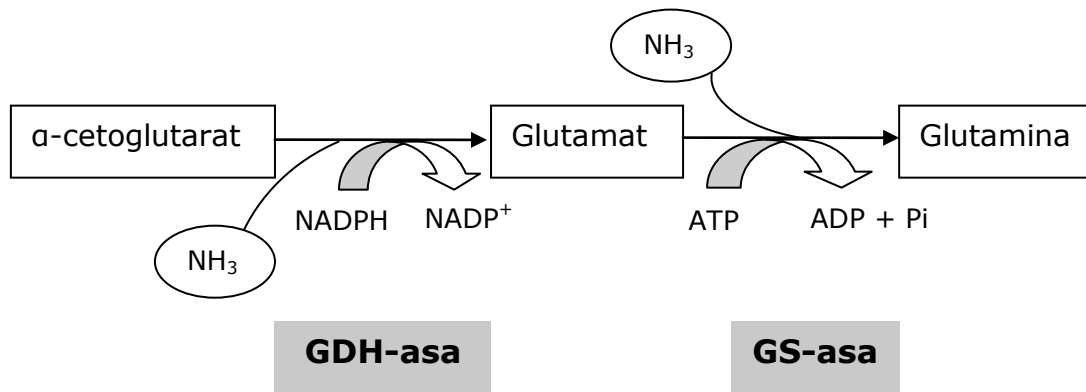 NH₃
α-cetoglutarat
Glutamat
Glutamina
NADPH
NADP⁺
ATP
ADP + Pi
NH₃
GDH-asa
GS-asa